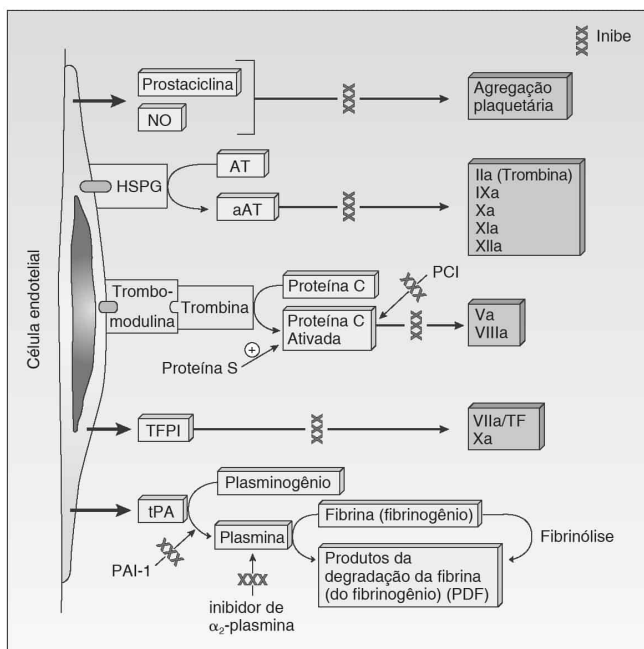 Inibe
Prostaciclina
NO
Agregação
plaquetária
HSPG
AT
aAT
IIa (Trombina)
IXa
Xa
XIa
XIIa
Célula endotelial
Trombo-
modulina
Trombina
Proteína C
PCI
Proteína C
Ativada
Proteína S
+
Va
VIIIa
TFPI
VIIa/TF
Xa
tPA
Plasminogênio
PAI-1
Plasmina
Fibrina (fibrinogênio)
Fibrinólise
Produtos da
degradação da fibrina
(do fibrinogênio) (PDF)
inibidor de
α₂-plasmina